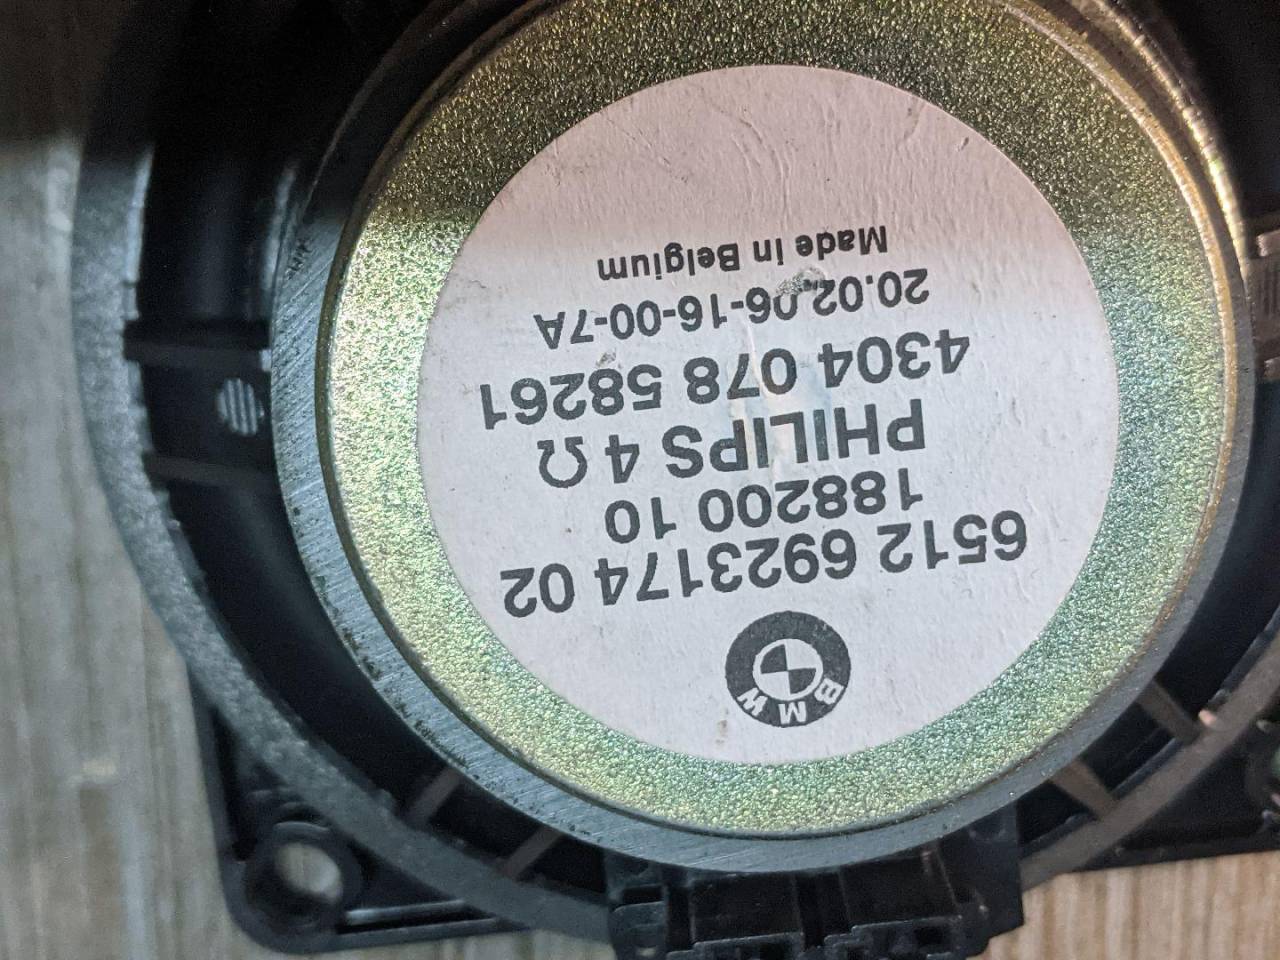 BMW
6512 6923174 02
188200 10
PHILIPS 4 Ω
4304 078 58261
20.02.06-16-00-7A
Made in Belgium